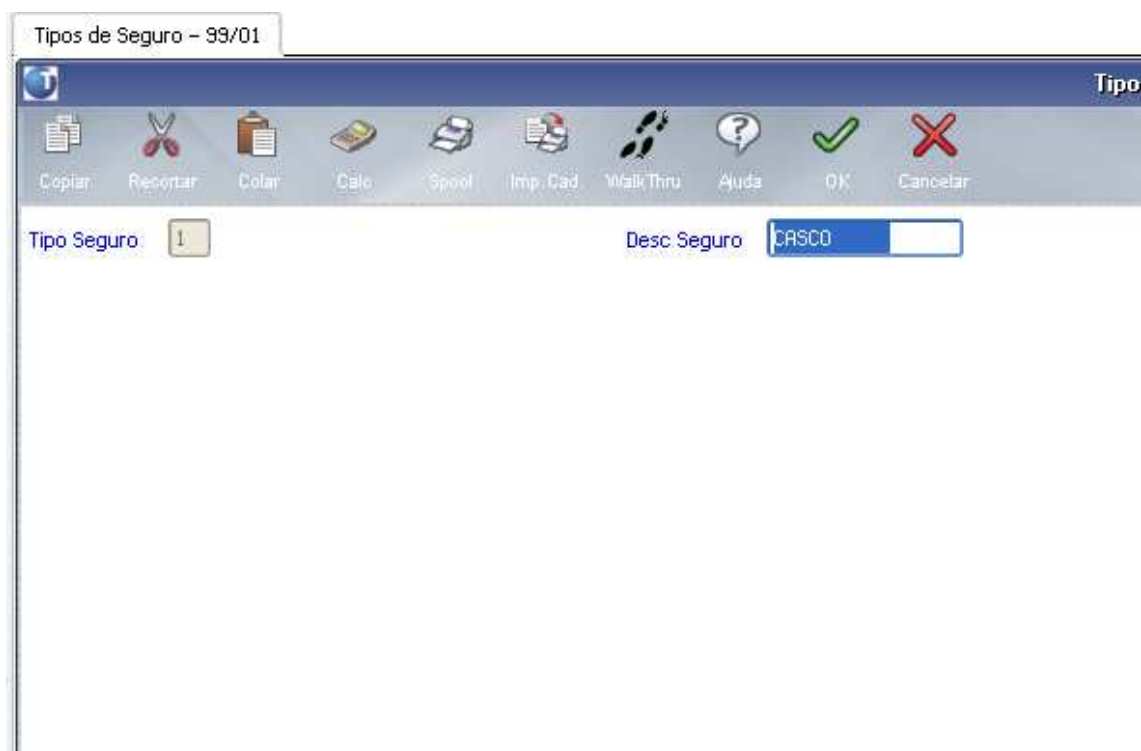 Tipos de Seguro – 99/01
Tipo
Copiar Recortar Colar Calc Spool Imp. Cad WalkThru Ajuda OK Cancelar
Tipo Seguro 1 Desc Seguro CASCO